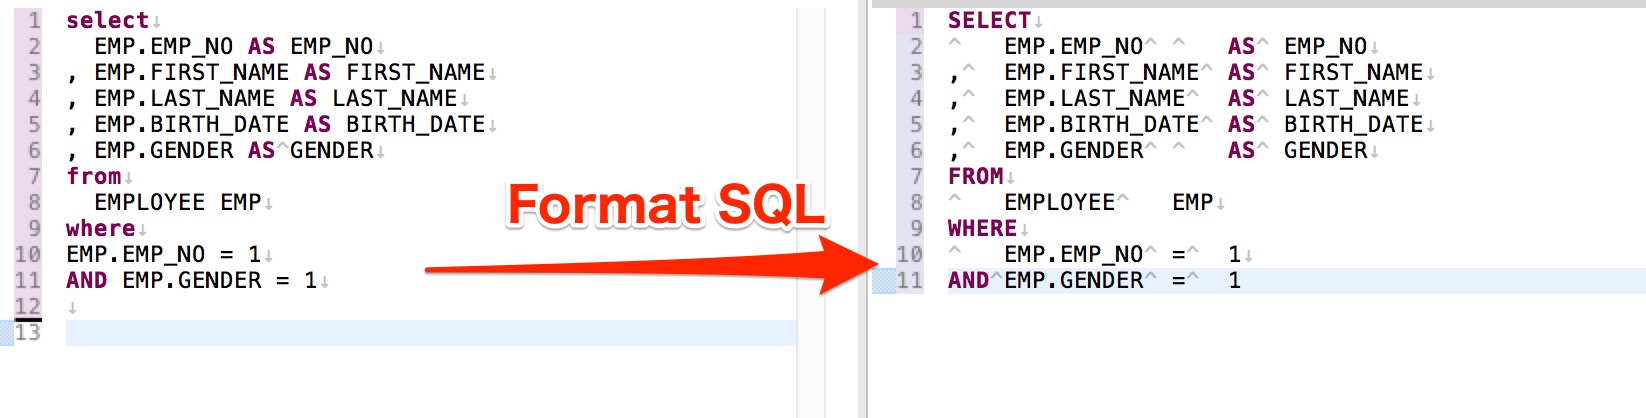 1 select↓
2   EMP.EMP_NO AS EMP_NO↓
3 , EMP.FIRST_NAME AS FIRST_NAME↓
4 , EMP.LAST_NAME AS LAST_NAME↓
5 , EMP.BIRTH_DATE AS BIRTH_DATE↓
6 , EMP.GENDER AS^GENDER↓
7 from↓
8   EMPLOYEE EMP↓
9 where↓
10 EMP.EMP_NO = 1↓
11 AND EMP.GENDER = 1↓
12 ↓
13
Format SQL
1 SELECT↓
2 ^   EMP.EMP_NO^ ^   AS^ EMP_NO↓
3 ,^  EMP.FIRST_NAME^ AS^ FIRST_NAME↓
4 ,^  EMP.LAST_NAME^  AS^ LAST_NAME↓
5 ,^  EMP.BIRTH_DATE^ AS^ BIRTH_DATE↓
6 ,^  EMP.GENDER^ ^   AS^ GENDER↓
7 FROM↓
8 ^   EMPLOYEE^   EMP↓
9 WHERE↓
10 ^   EMP.EMP_NO^ =^  1↓
11 AND^EMP.GENDER^ =^  1